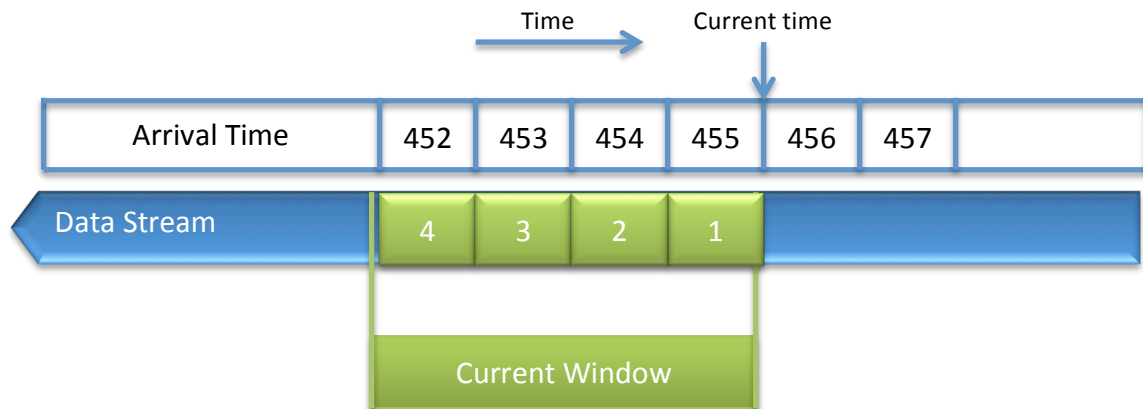 Time Current time
Arrival Time 452 453 454 455 456 457
Data Stream 4 3 2 1
Current Window